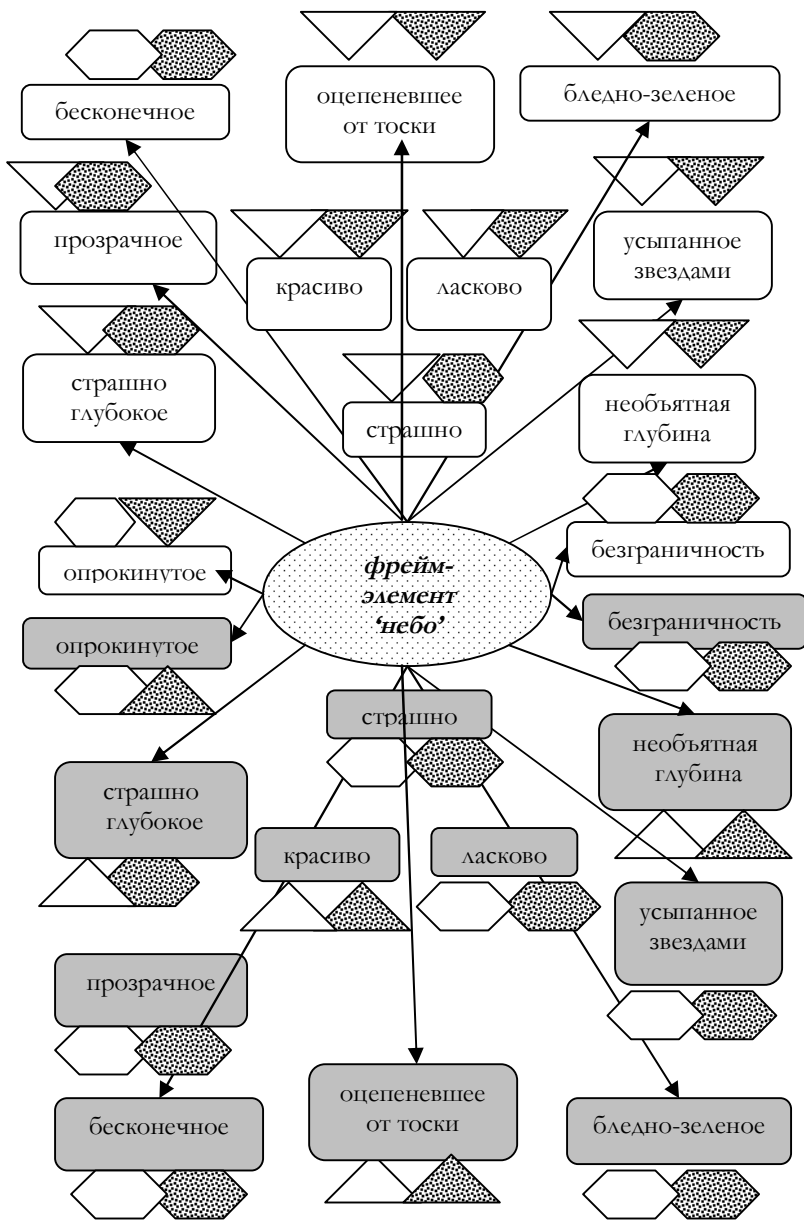 оцепеневшее
от тоски
бледно-зеленое
бесконечное
прозрачное
усыпанное
звездами
красиво
ласково
страшно
глубокое
необъятная
глубина
страшно
безграничность
опрокинутое
фрейм-
элемент
‘небо’
безграничность
опрокинутое
страшно
необъятная
глубина
страшно
глубокое
красиво
ласково
усыпанное
звездами
прозрачное
оцепеневшее
от тоски
бесконечное
бледно-зеленое